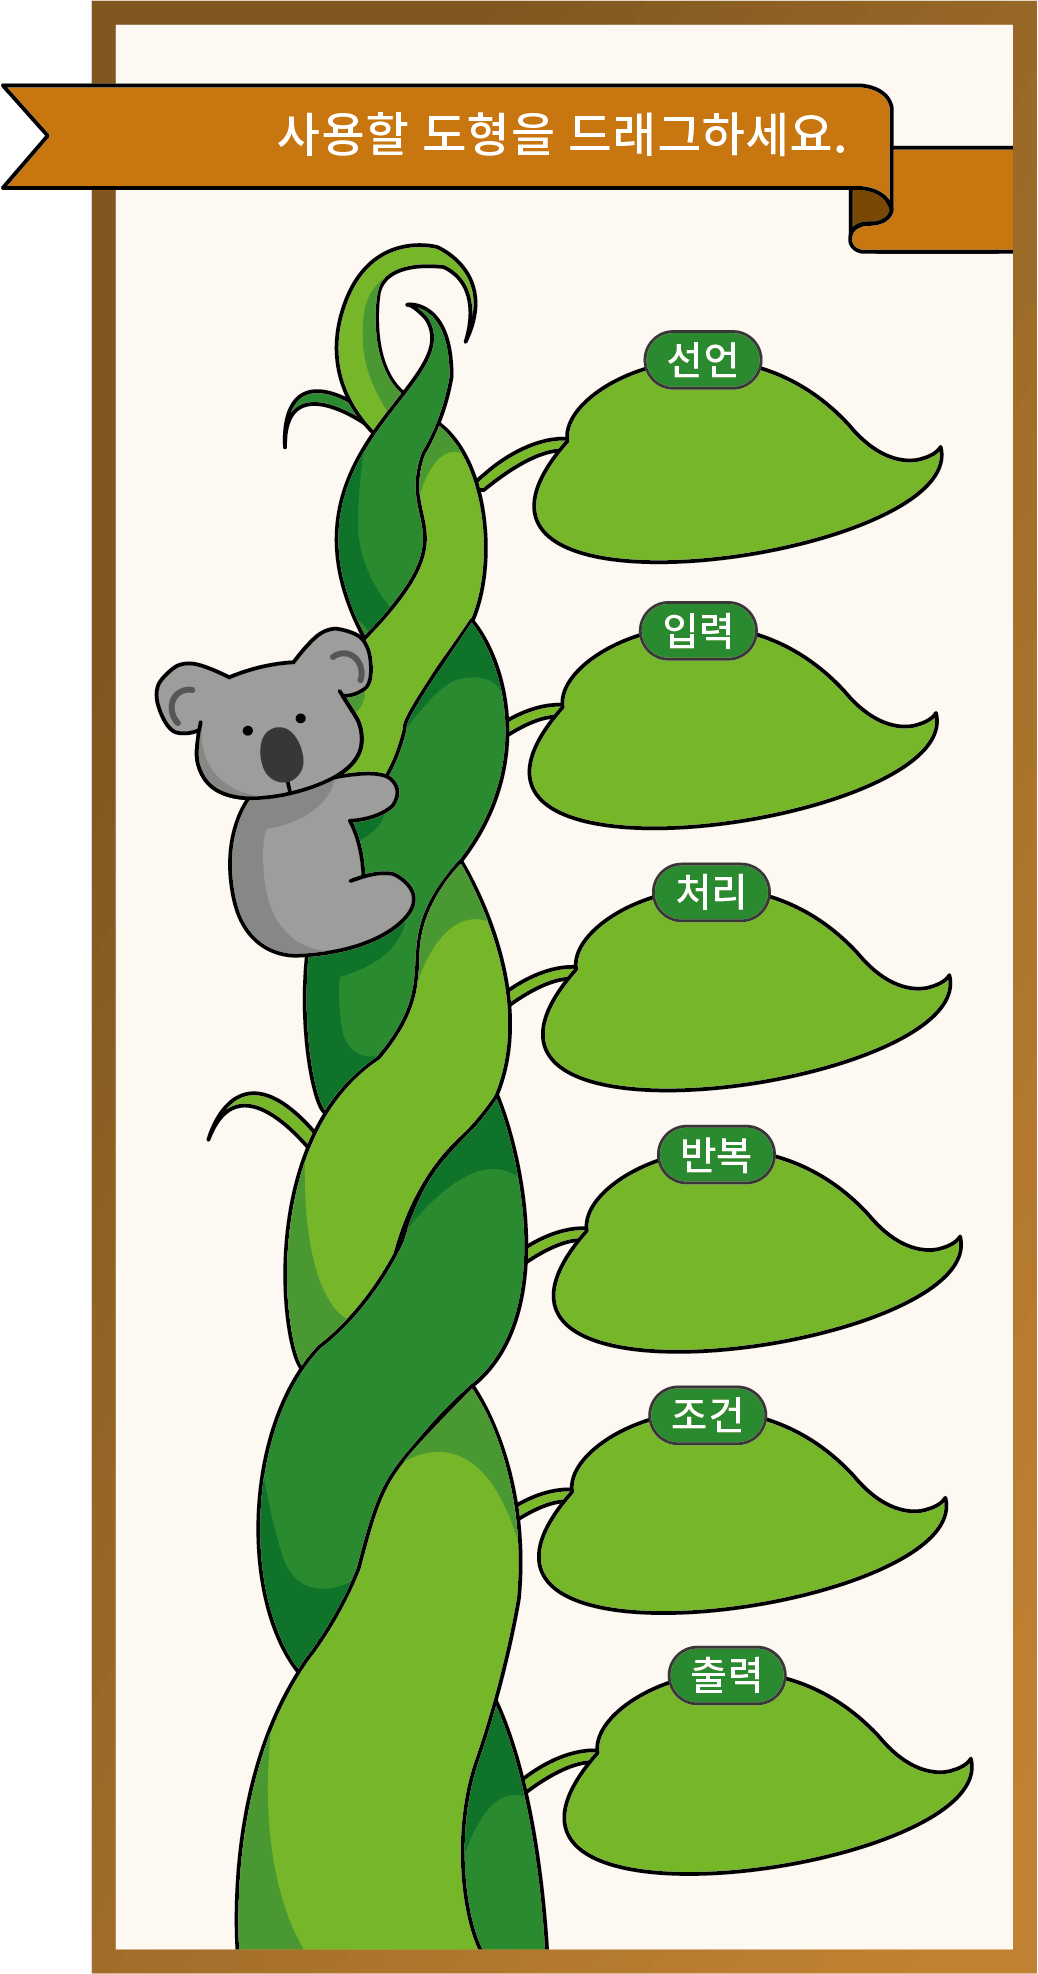 사용할 도형을 드래그하세요.
선언
입력
처리
반복
조건
출력